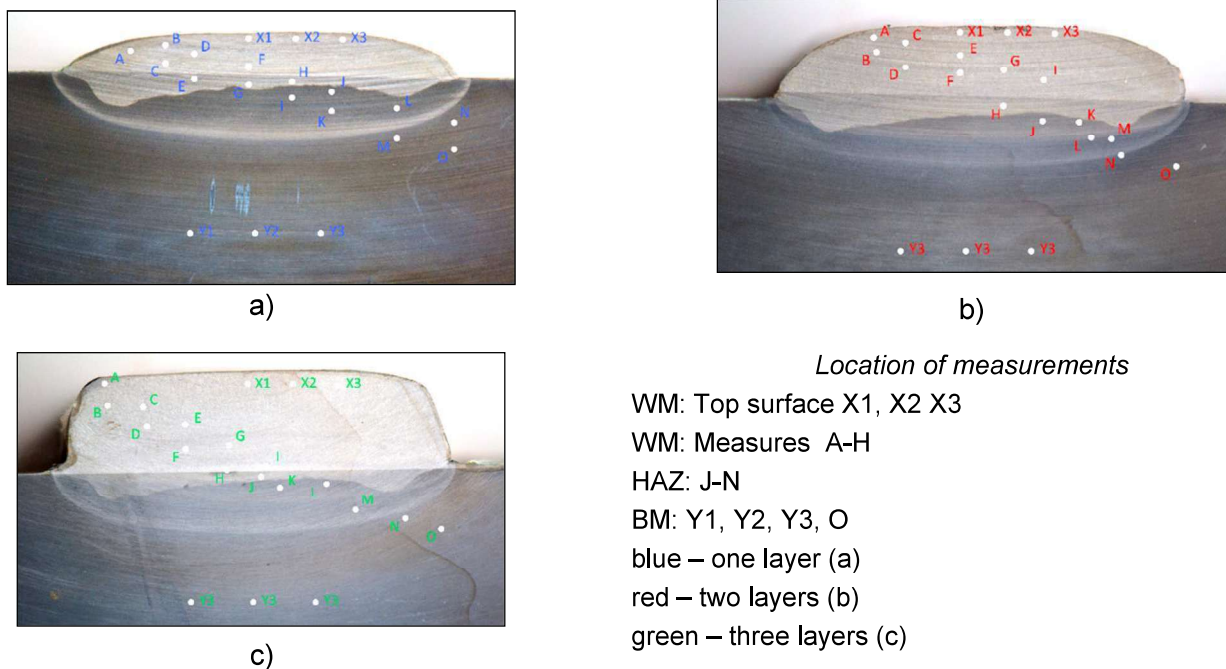 B D X1 X2 X3
A
C F
E H
G J
I L
K N
M O
Y1 Y2 Y3
a)
A C X1 X2 X3
B E
D G
F I
H
J K
L M
N
O
Y3 Y3 Y3
b)
A X1 X2 X3
B C
D E
F G
I
H
J K I
M
N
O
Y3 Y3 Y3
c)
Location of measurements
WM: Top surface X1, X2 X3
WM: Measures A-H
HAZ: J-N
BM: Y1, Y2, Y3, O
blue – one layer (a)
red – two layers (b)
green – three layers (c)